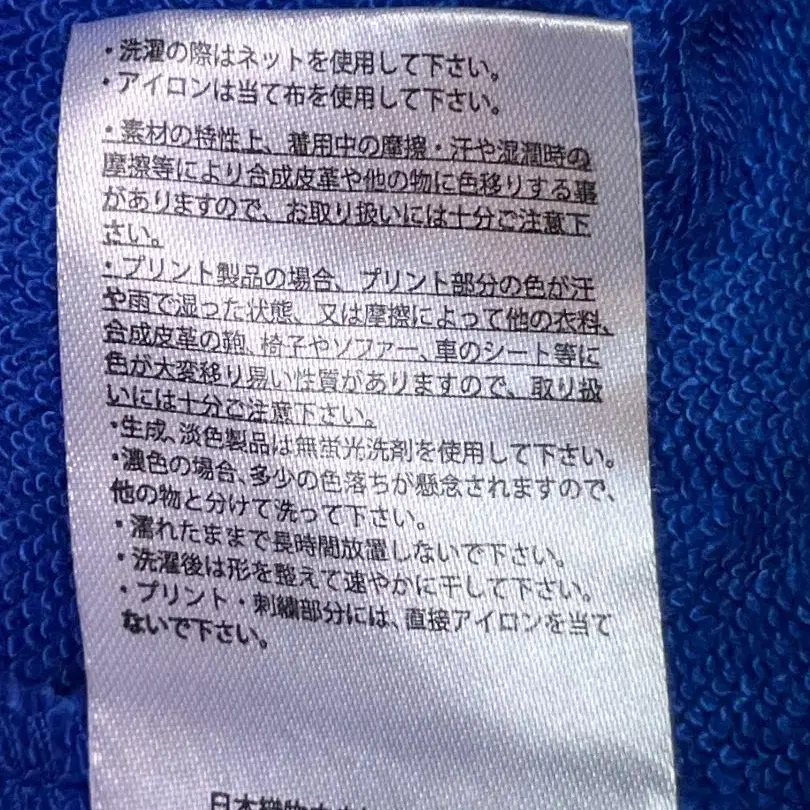 ・洗濯の際はネットを使用して下さい。
・アイロンは当て布を使用して下さい。
・素材の特性上、着用中の摩擦・汗や湿潤時の
摩擦等により合成皮革や他の物に色移りする事
がありますので、お取り扱いには十分ご注意下
さい。
・プリント製品の場合、プリント部分の色が汗
や雨で湿った状態、又は摩擦によって他の衣料、
合成皮革の鞄、椅子やソファー、車のシート等に
色が大変移り易い性質がありますので、取り扱
いには十分ご注意下さい。
・生成、淡色製品は無蛍光洗剤を使用して下さい。
・濃色の場合、多少の色落ちが懸念されますので、
他の物と分けて洗って下さい。
・濡れたままで長時間放置しないで下さい。
・洗濯後は形を整えて速やかに干して下さい。
・プリント・刺繍部分には、直接アイロンを当て
ないで下さい。
日本織物